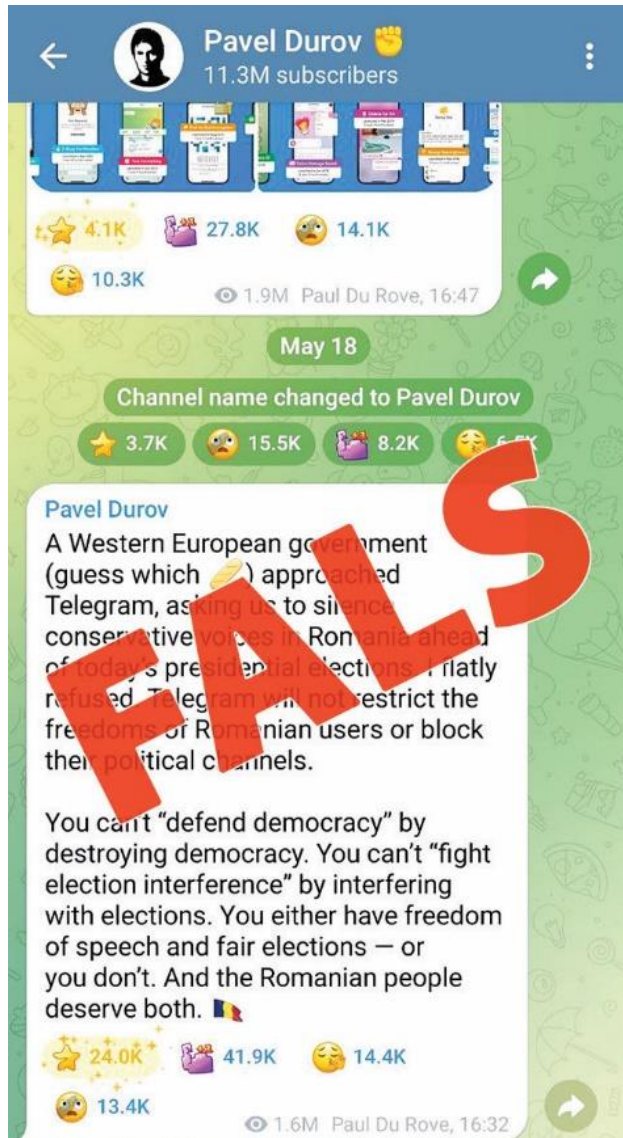 Pavel Durov ✊
11.3M subscribers
4.1K 27.8K 14.1K
10.3K
1.9M Paul Du Rove, 16:47
May 18
Channel name changed to Pavel Durov
3.7K 15.5K 8.2K 6.5K
Pavel Durov
A Western European government
(guess which 🥖) approached
Telegram, asking us to silence
conservative voices in Romania ahead
of today's presidential elections. I flatly
refused. Telegram will not restrict the
freedoms of Romanian users or block
their political channels.
You can't “defend democracy” by
destroying democracy. You can't “fight
election interference” by interfering
with elections. You either have freedom
of speech and fair elections — or
you don't. And the Romanian people
deserve both. 🇷🇴
FALS
24.0K 41.9K 14.4K
13.4K
1.6M Paul Du Rove, 16:32